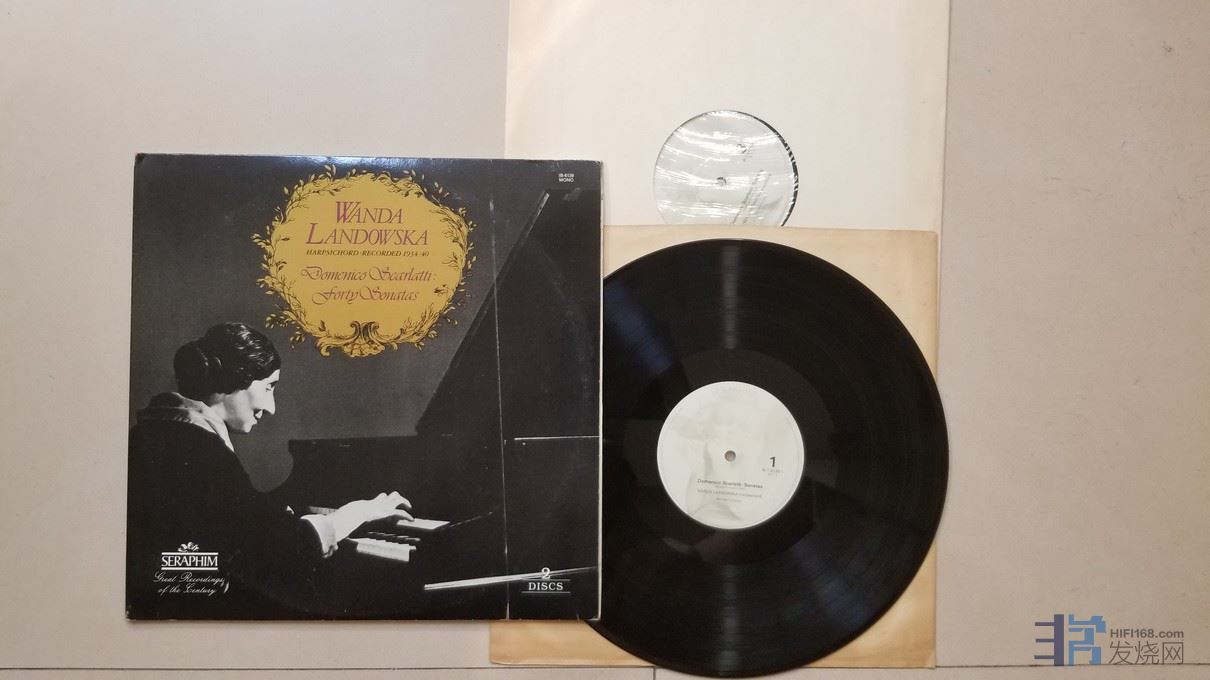 IB-6139
MONO
WANDA
LANDOWSKA
HARPSICHORD · RECORDED 1934-40
Domenico Scarlatti:
Forty Sonatas
SERAPHIM
Great Recordings
of the Century
2
DISCS
1
Domenico Scarlatti: Sonatas
WANDA LANDOWSKA
HIFI168.com
发烧网